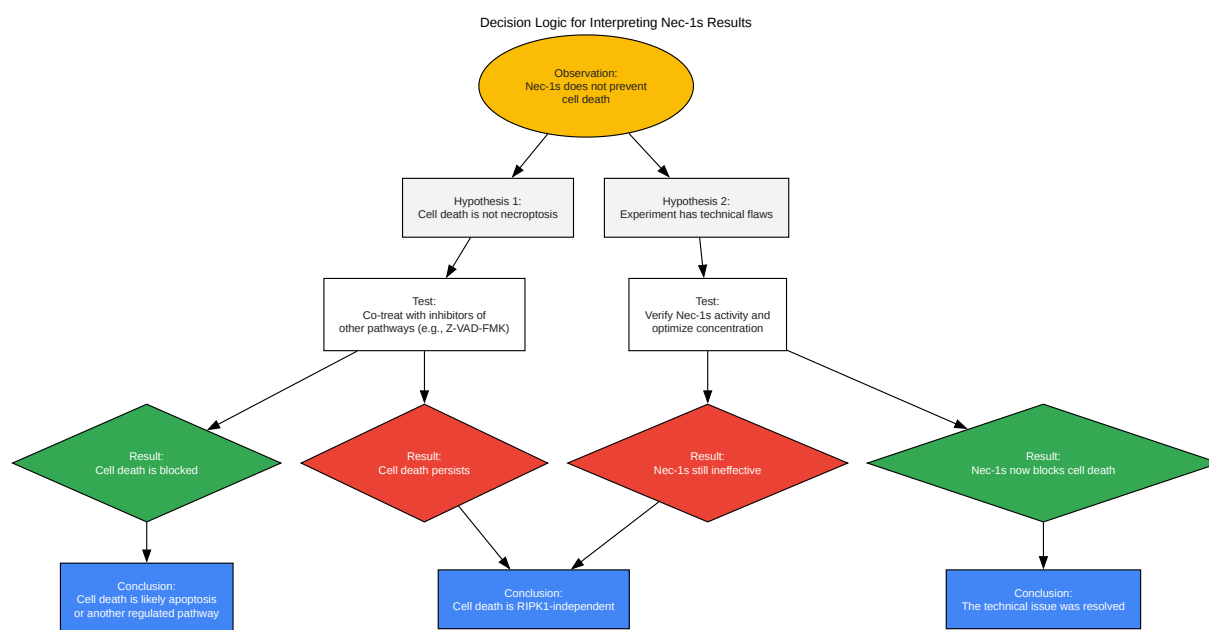 Decision Logic for Interpreting Nec-1s Results
Observation:
Nec-1s does not prevent
cell death
Hypothesis 1:
Cell death is not necroptosis
Hypothesis 2:
Experiment has technical flaws
Test:
Co-treat with inhibitors of
other pathways (e.g., Z-VAD-FMK)
Test:
Verify Nec-1s activity and
optimize concentration
Result:
Cell death is blocked
Result:
Cell death persists
Result:
Nec-1s still ineffective
Result:
Nec-1s now blocks cell death
Conclusion:
Cell death is likely apoptosis
or another regulated pathway
Conclusion:
Cell death is RIPK1-independent
Conclusion:
The technical issue was resolved